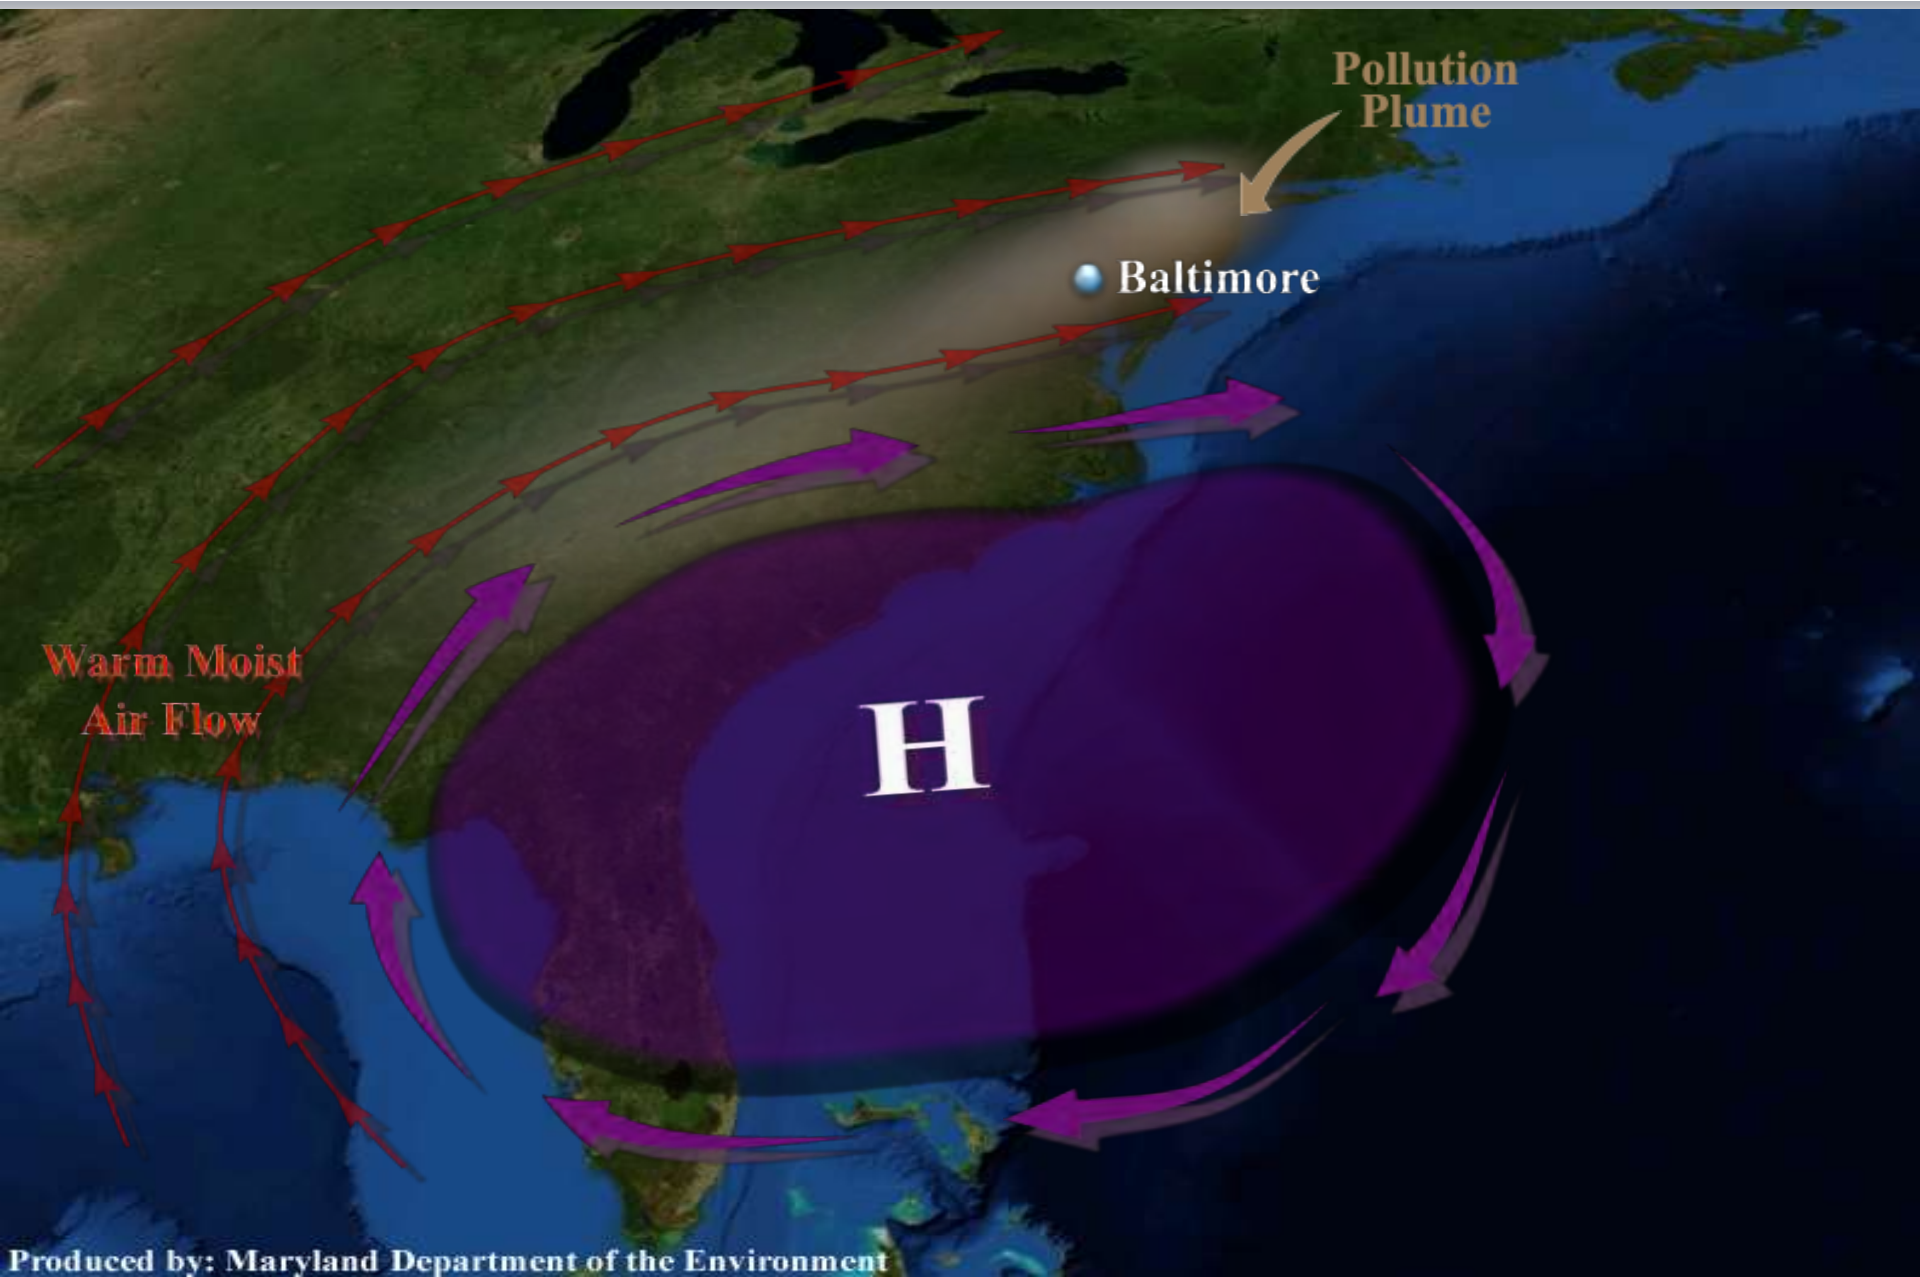 Pollution
Plume
Baltimore
Warm Moist
Air Flow
H
Produced by: Maryland Department of the Environment